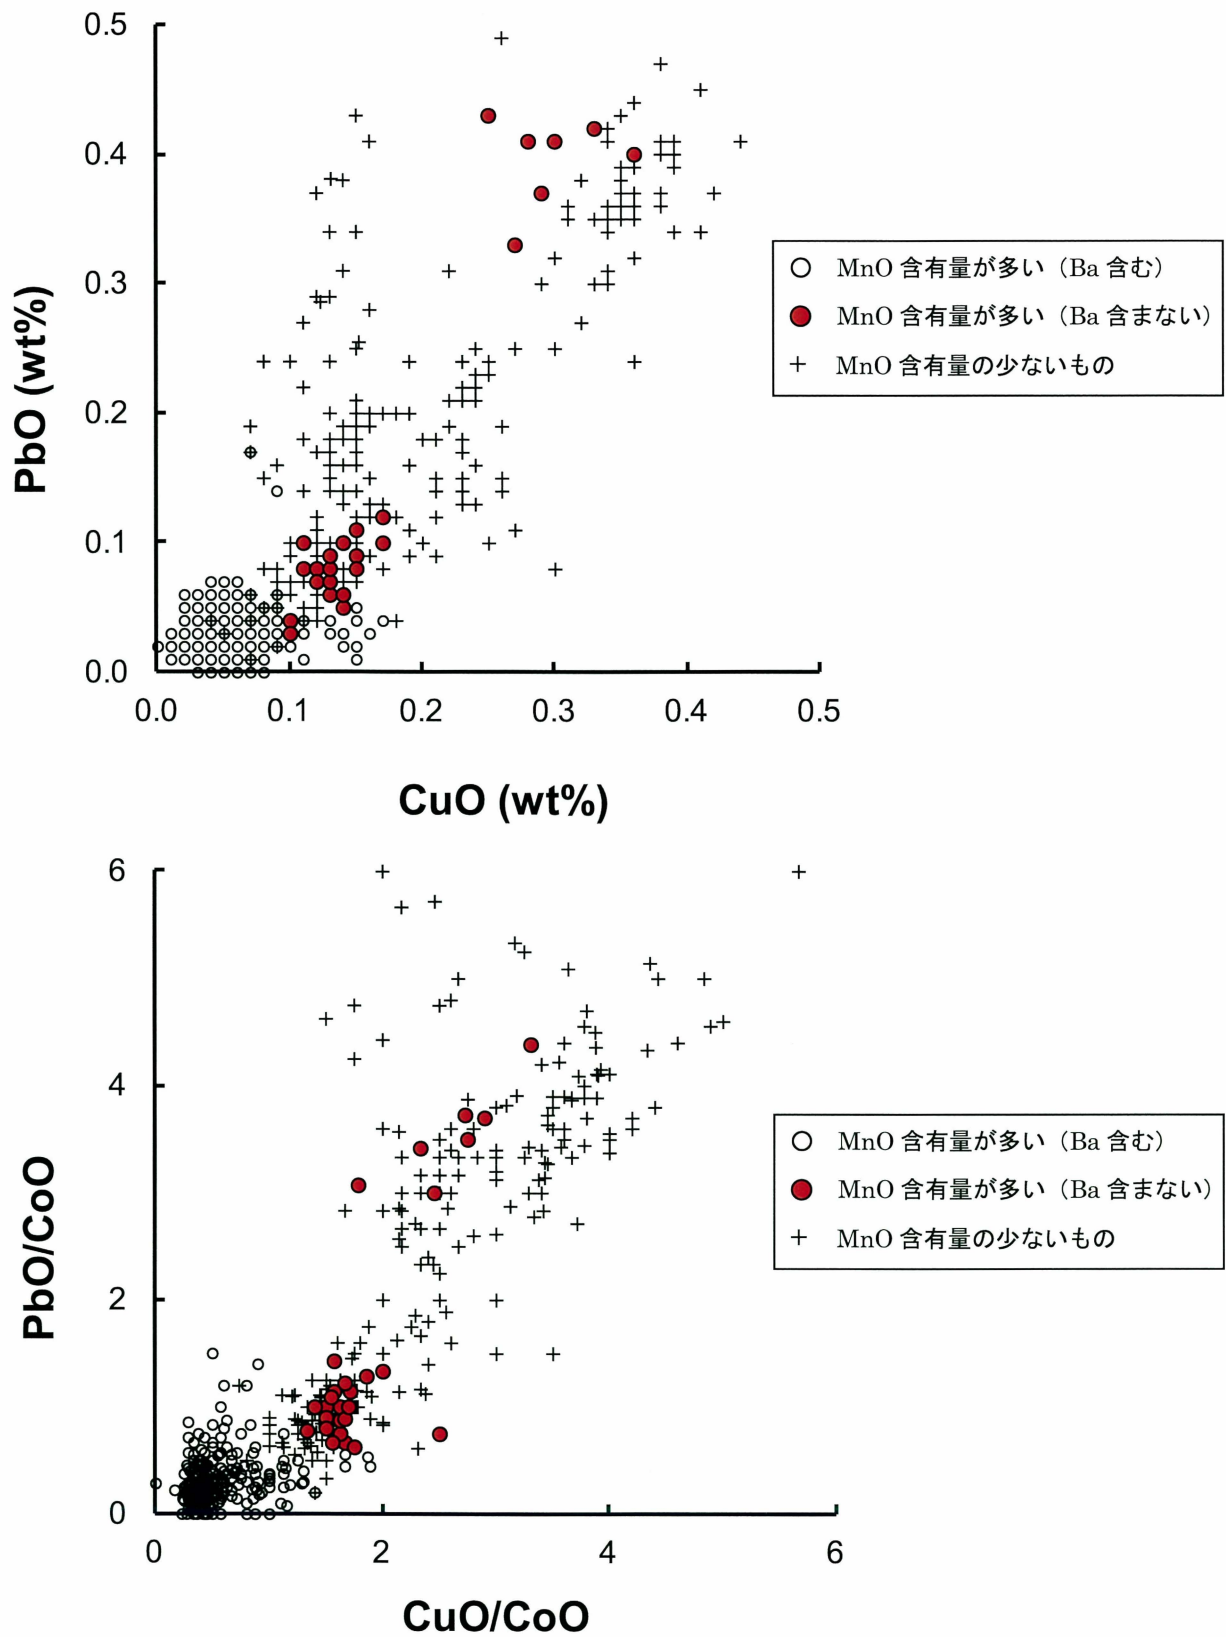 0.5
0.4
0.3
0.2
0.1
0.0
PbO (wt%)
0.0 0.1 0.2 0.3 0.4 0.5
CuO (wt%)
MnO 含有量が多い（Ba 含む）
MnO 含有量が多い（Ba 含まない）
MnO 含有量の少ないもの
6
4
2
0
PbO/CoO
0 2 4 6
CuO/CoO
MnO 含有量が多い（Ba 含む）
MnO 含有量が多い（Ba 含まない）
MnO 含有量の少ないもの